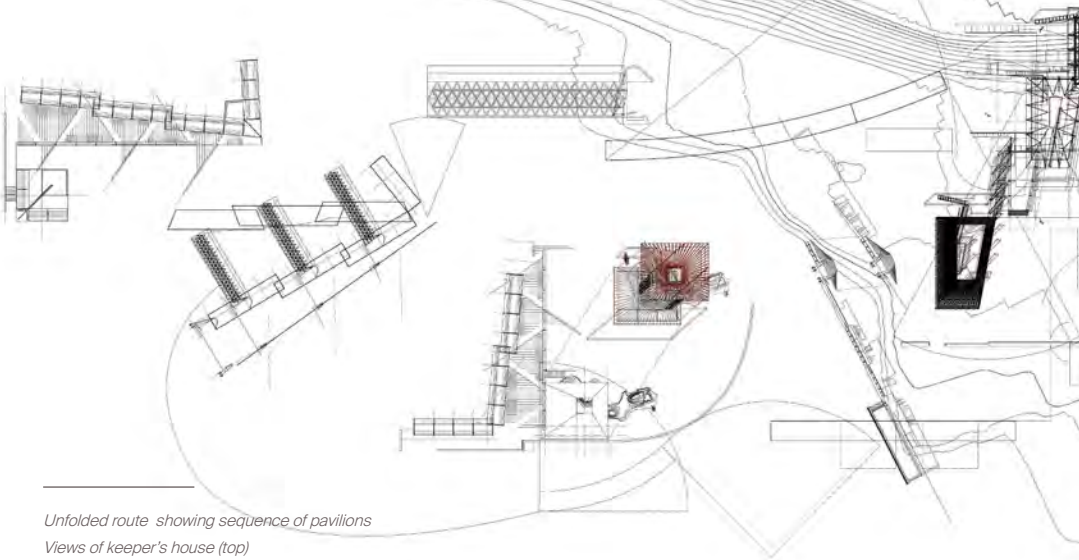 Unfolded route showing sequence of pavilions
Views of keeper's house (top)